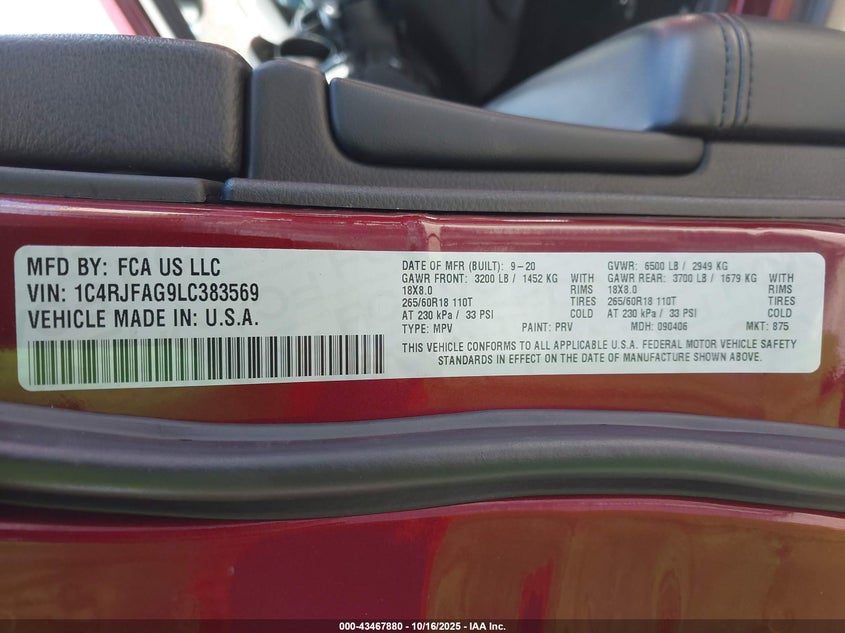 MFD BY: FCA US LLC
VIN: 1C4RJFAG9LC383569
VEHICLE MADE IN: U.S.A.
DATE OF MFR (BUILT): 9-20 GVWR: 6500 LB / 2949 KG
GAWR FRONT: 3200 LB / 1452 KG WITH GAWR REAR: 3700 LB / 1679 KG WITH
18X8.0 RIMS 18X8.0 RIMS
265/60R18 110T 265/60R18 110T
AT 230 kPa / 33 PSI COLD AT 230 kPa / 33 PSI COLD
TYPE: MPV PAINT: PRV MDH: 090406 MKT: 875
THIS VEHICLE CONFORMS TO ALL APPLICABLE U.S.A. FEDERAL MOTOR VEHICLE SAFETY
STANDARDS IN EFFECT ON THE DATE OF MANUFACTURE SHOWN ABOVE.
000-43467880 - 10/16/2025 - IAA Inc.